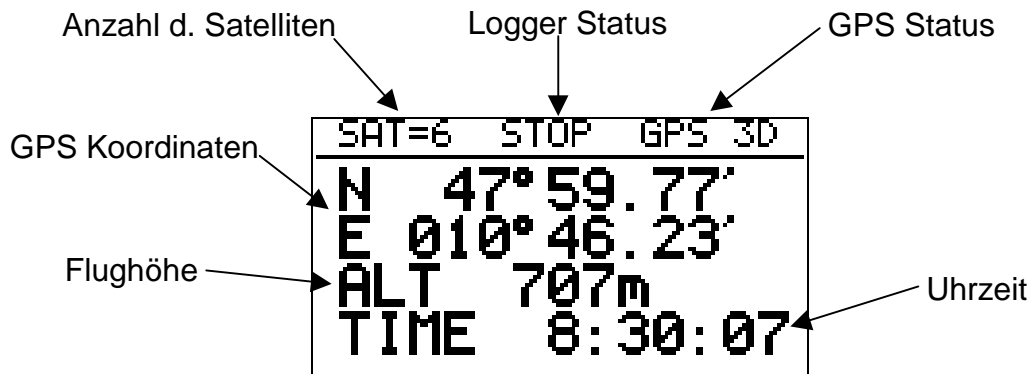 Anzahl d. Satelliten
Logger Status
GPS Status
SAT=6 STOP GPS 3D
GPS Koordinaten
N 47°59.77'
E 010°46.23'
Flughöhe
ALT 707m
Uhrzeit
TIME 8:30:07